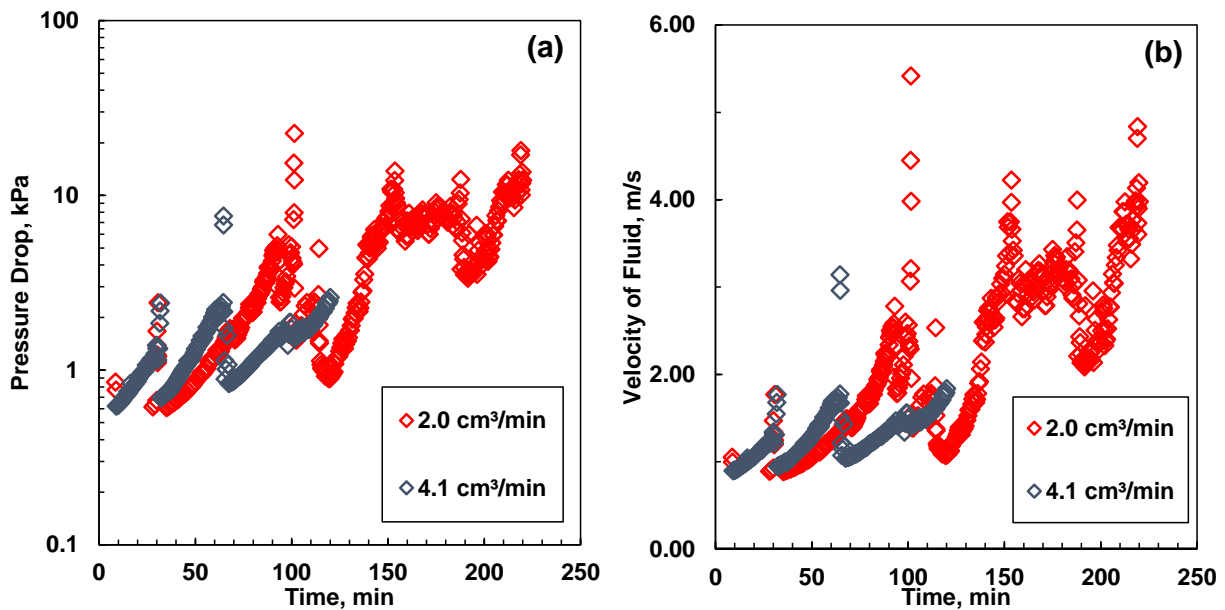 (a)
Pressure Drop, kPa
100
10
1
0.1
0 50 100 150 200 250
Time, min
2.0 cm³/min
4.1 cm³/min
(b)
Velocity of Fluid, m/s
6.00
4.00
2.00
0.00
0 50 100 150 200 250
Time, min
2.0 cm³/min
4.1 cm³/min